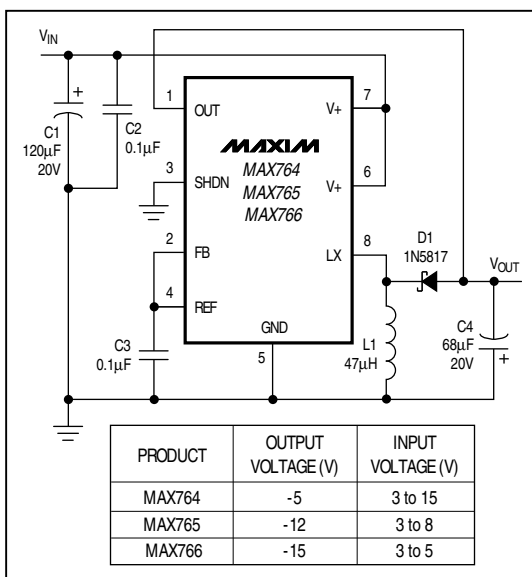 VIN
1
OUT
C1
120µF
20V
C2
0.1µF
MAXIM
MAX764
MAX765
MAX766
V+
7
3
SHDN
V+
6
2
FB
LX
8
D1
1N5817
VOUT
4
REF
C3
0.1µF
GND
5
L1
47µH
C4
68µF
20V
+
+
PRODUCT
OUTPUT
VOLTAGE (V)
INPUT
VOLTAGE (V)
MAX764
-5
3 to 15
MAX765
-12
3 to 8
MAX766
-15
3 to 5